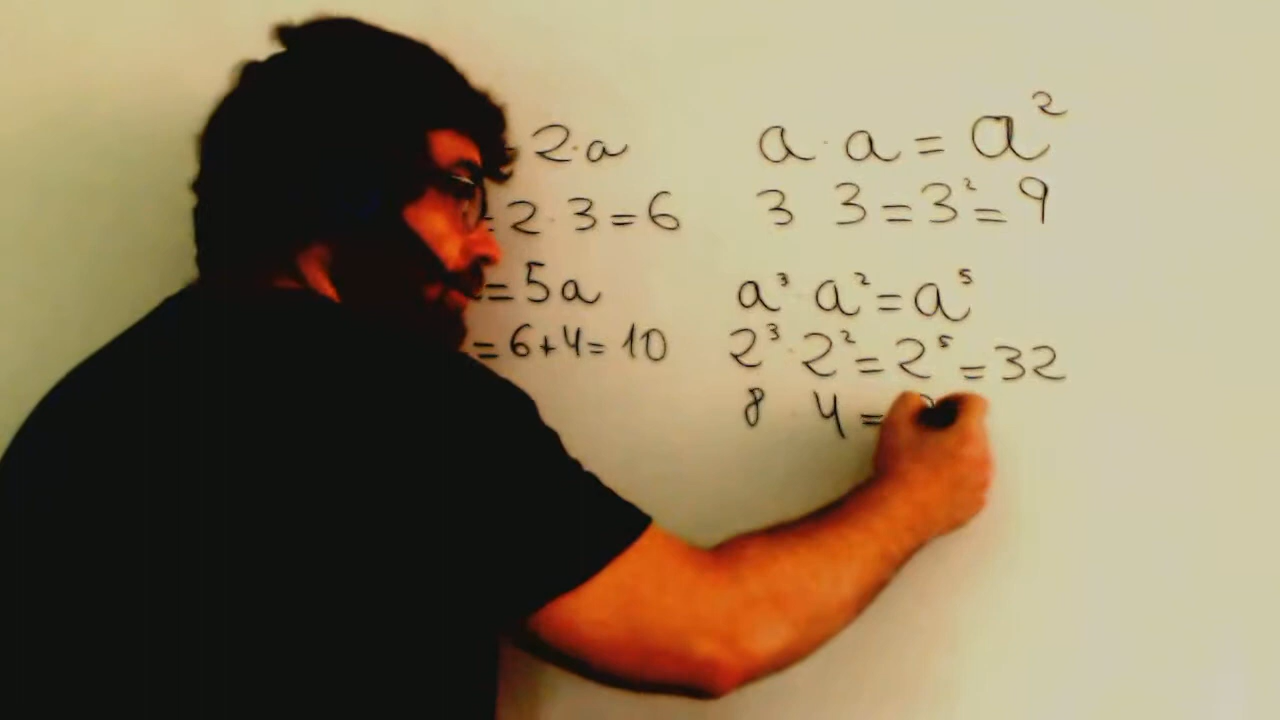 2·a
= 2·3=6
=5a
=6+4=10
a·a=a²
3 3=3²=9
a³·a²=a⁵
2³·2²=2⁵=32
8 4=